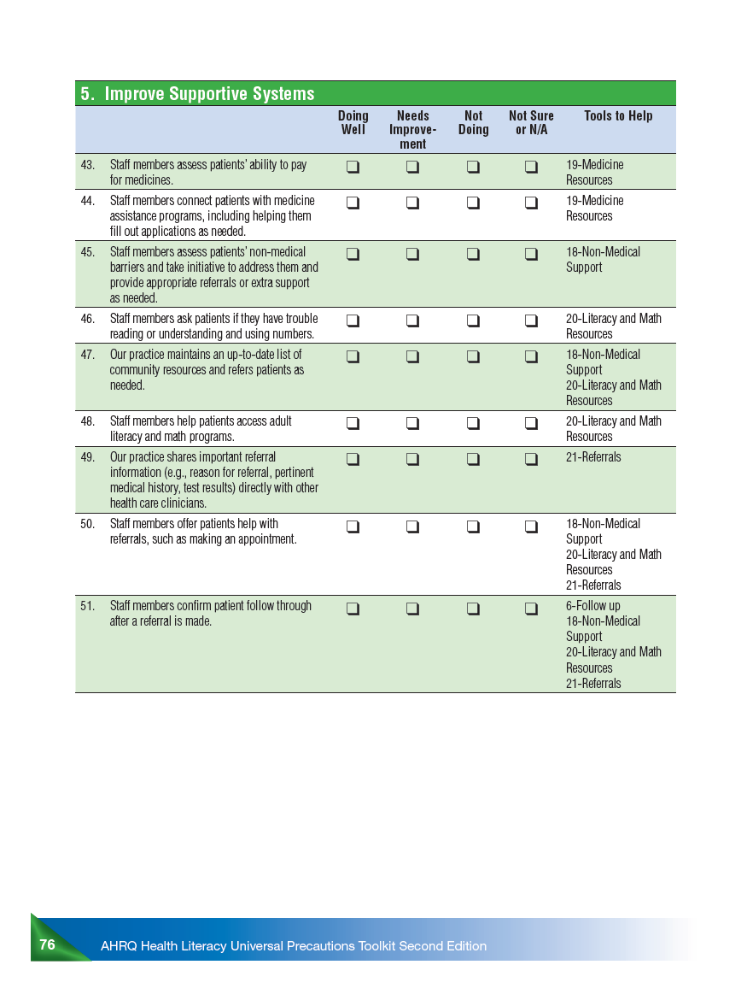 5. Improve Supportive Systems
Doing Well
Needs Improve-ment
Not Doing
Not Sure or N/A
Tools to Help
43. Staff members assess patients’ ability to pay
for medicines.
❏ ❏ ❏ ❏
19-Medicine
Resources
44. Staff members connect patients with medicine
assistance programs, including helping them
fill out applications as needed.
❏ ❏ ❏ ❏
19-Medicine
Resources
45. Staff members assess patients’ non-medical
barriers and take initiative to address them and
provide appropriate referrals or extra support
as needed.
❏ ❏ ❏ ❏
18-Non-Medical
Support
46. Staff members ask patients if they have trouble
reading or understanding and using numbers.
❏ ❏ ❏ ❏
20-Literacy and Math
Resources
47. Our practice maintains an up-to-date list of
community resources and refers patients as
needed.
❏ ❏ ❏ ❏
18-Non-Medical
Support
20-Literacy and Math
Resources
48. Staff members help patients access adult
literacy and math programs.
❏ ❏ ❏ ❏
20-Literacy and Math
Resources
49. Our practice shares important referral
information (e.g., reason for referral, pertinent
medical history, test results) directly with other
health care clinicians.
❏ ❏ ❏ ❏
21-Referrals
50. Staff members offer patients help with
referrals, such as making an appointment.
❏ ❏ ❏ ❏
18-Non-Medical
Support
20-Literacy and Math
Resources
21-Referrals
51. Staff members confirm patient follow through
after a referral is made.
❏ ❏ ❏ ❏
6-Follow up
18-Non-Medical
Support
20-Literacy and Math
Resources
21-Referrals
76 AHRQ Health Literacy Universal Precautions Toolkit Second Edition